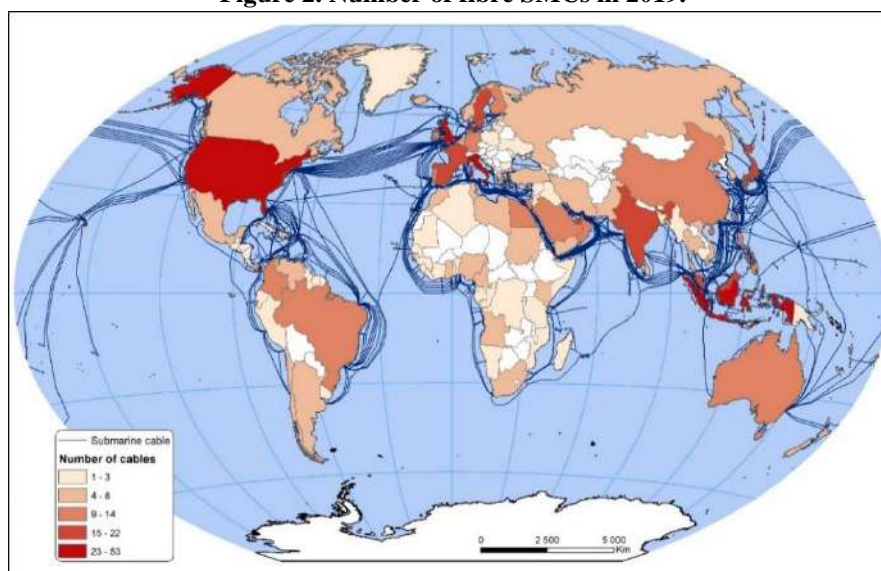 Figure 2. Number of fibre SMCs in 2019.
Submarine cable
Number of cables
1 - 3
4 - 8
9 - 14
15 - 22
23 - 53
0 2 500 5 000
Km